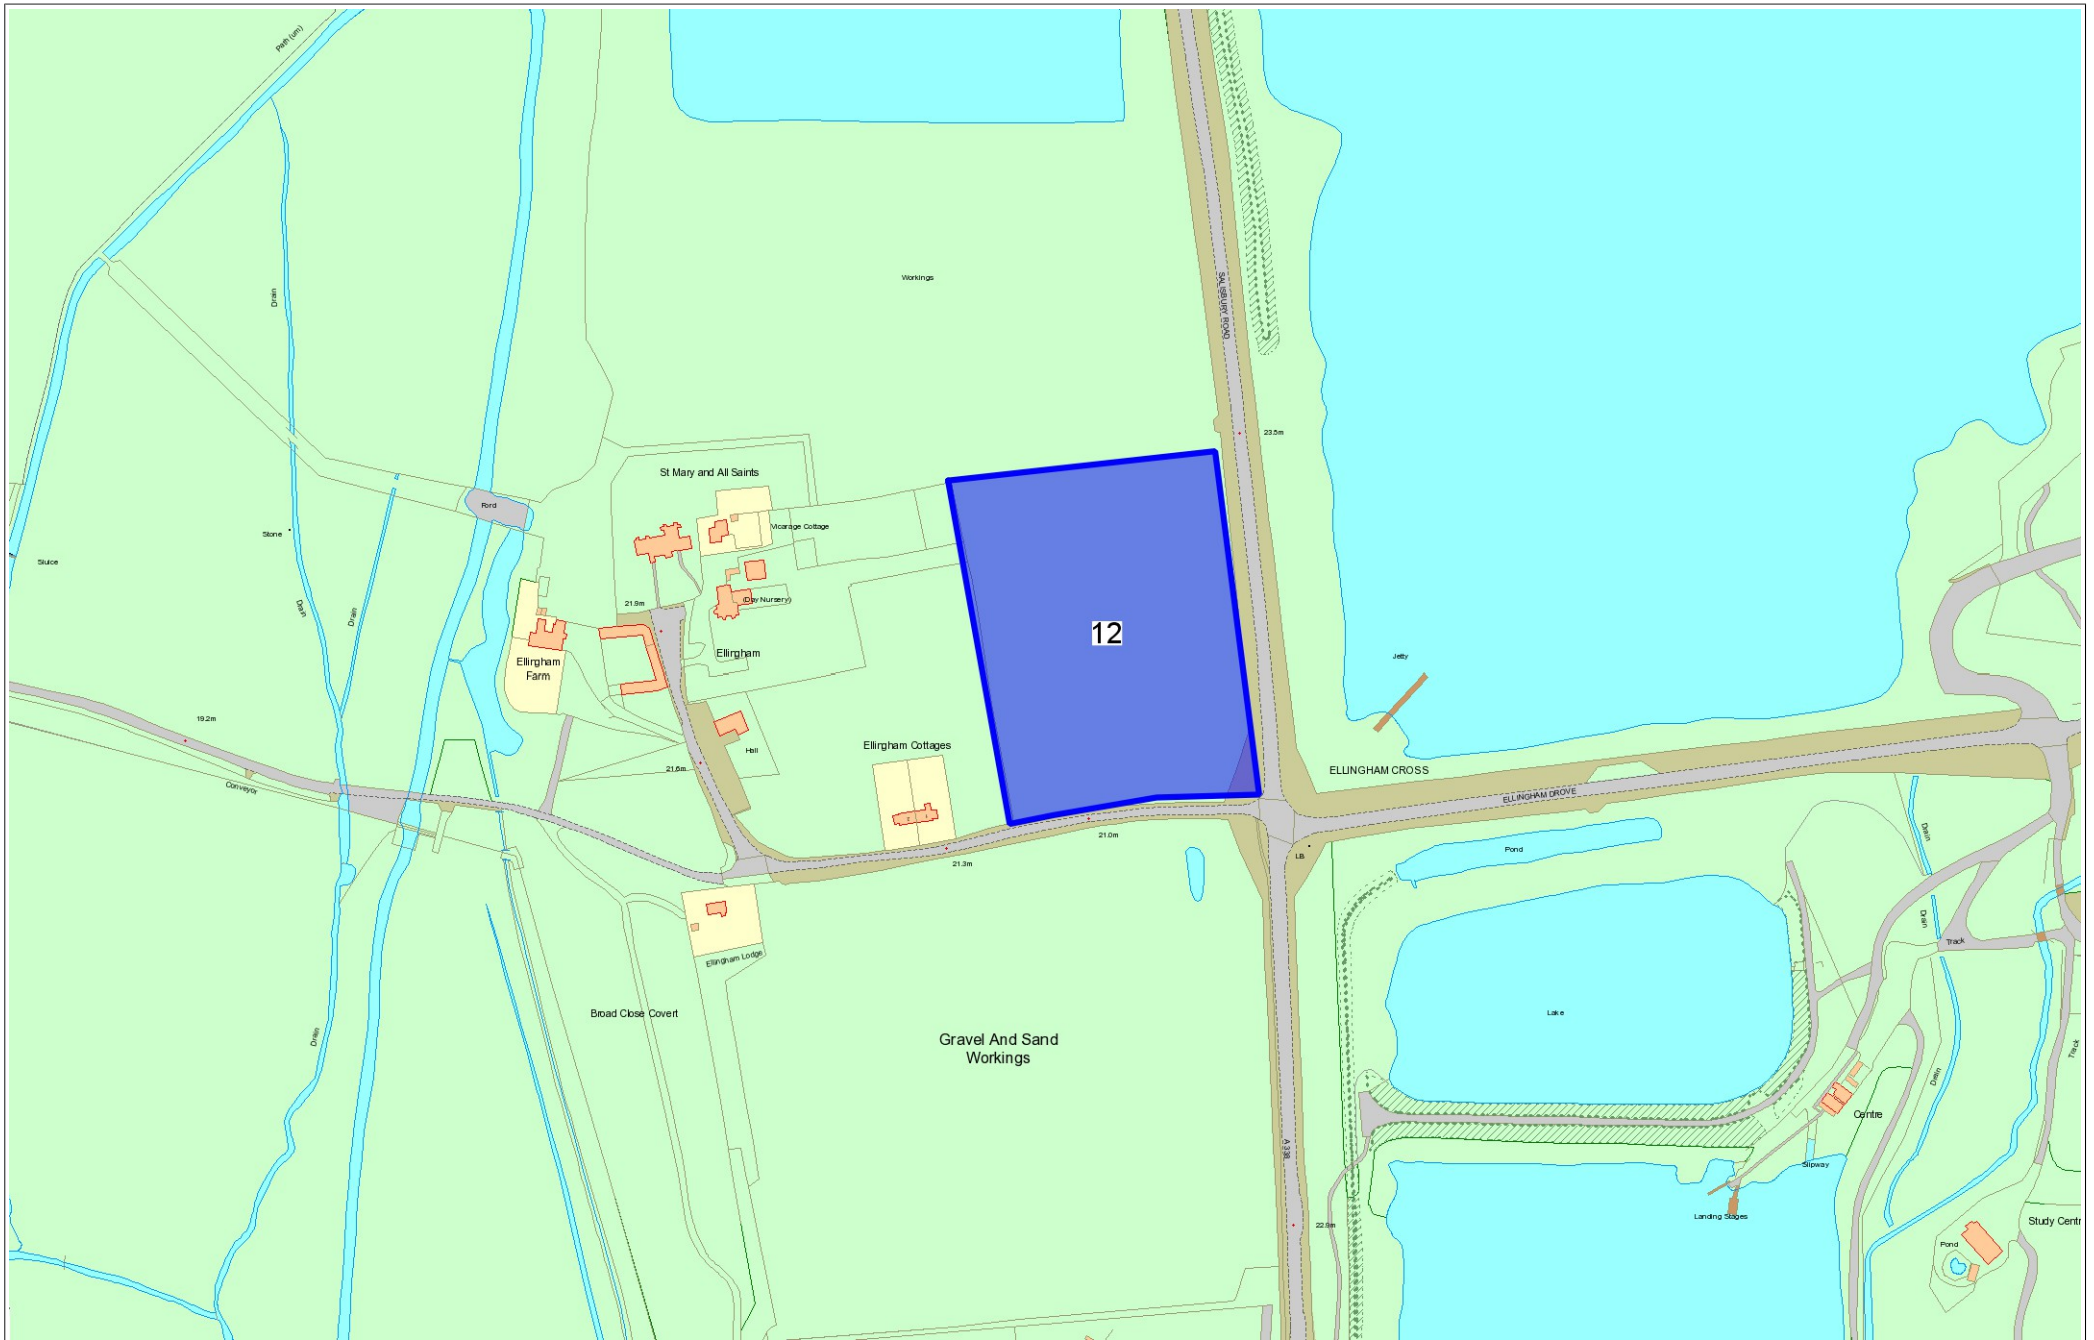 Path (um)
Workings
SALISBURY ROAD
Drain
23.5m
St Mary and All Saints
Ford
Vicarage Cottage
Stone
Sluice
Drain
Drain
(Day Nursery)
21.9m
12
Ellingham
Ellingham
Farm
Jetty
19.2m
Hall
Ellingham Cottages
21.6m
ELLINGHAM CROSS
Conveyor
ELLINGHAM DROVE
2
1
21.0m
Drain
Pond
LB
21.3m
Drain
Ellingham Lodge
Track
Broad Close Covert
Lake
Drain
Gravel And Sand
Workings
Track
Drain
Centre
A 338
Slipway
Landing Stages
22.9m
Study Centr
Pond